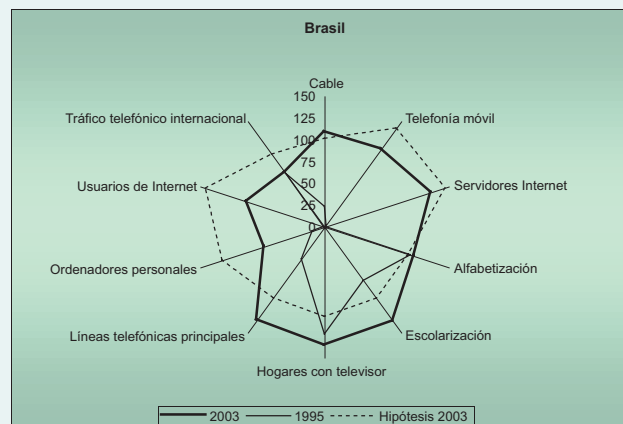 Brasil
Cable
150
125
100
75
50
25
0
Tráfico telefónico internacional
Telefonía móvil
Usuarios de Internet
Servidores Internet
Ordenadores personales
Alfabetización
Líneas telefónicas principales
Escolarización
Hogares con televisor
2003 1995 Hipótesis 2003